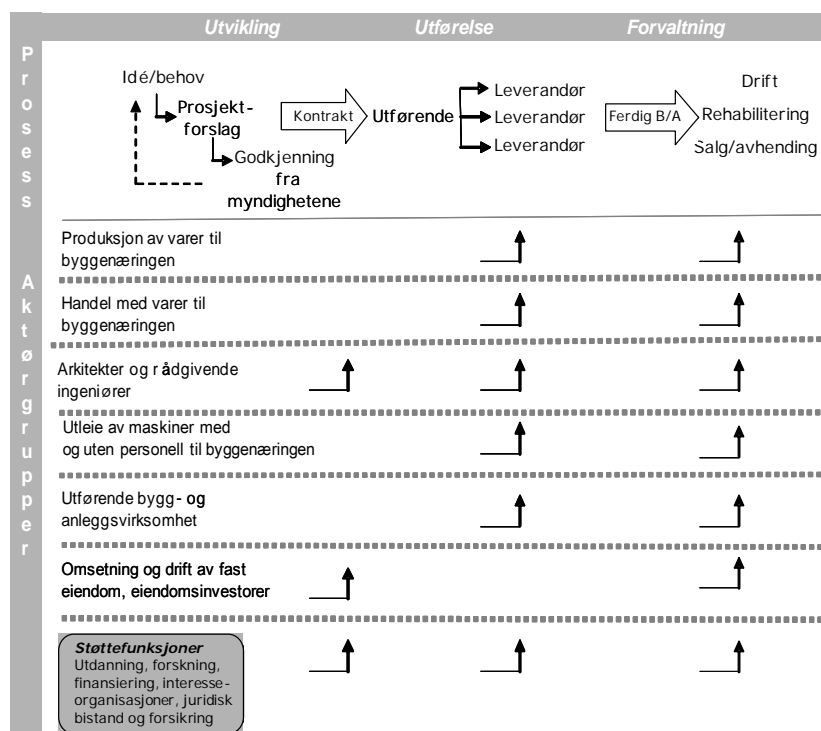 Utvikling Utførelse Forvaltning
Prosess
Idé/behov
Prosjekt-
forslag
Godkjenning
fra
myndighetene
Kontrakt
Utførende
Leverandør
Leverandør
Leverandør
Ferdig B/A
Drift
Rehabilitering
Salg/avhending
Aktørgrupper
Produksjon av varer til
byggenæringen
Handel med varer til
byggenæringen
Arkitekter og rådgivende
ingeniører
Utleie av maskiner med
og uten personell til byggenæringen
Utførende bygg- og
anleggsvirksomhet
Omsetning og drift av fast
eiendom, eiendomsinvestorer
Støttefunksjoner
Utdanning, forskning,
finansiering, interesse-
organisasjoner, juridisk
bistand og forsikring